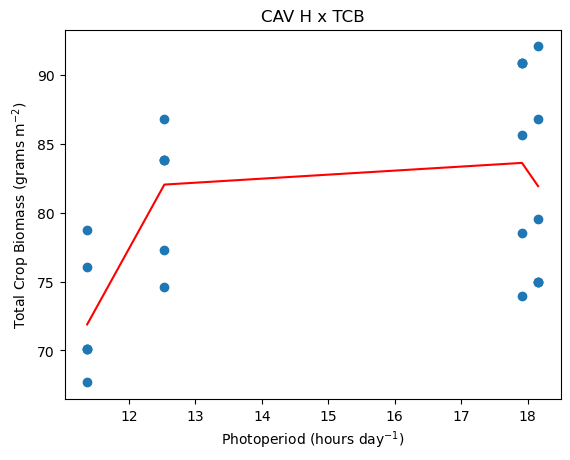 CAV H x TCB
Total Crop Biomass (grams m⁻²)
90
85
80
75
70
12 13 14 15 16 17 18
Photoperiod (hours day⁻¹)